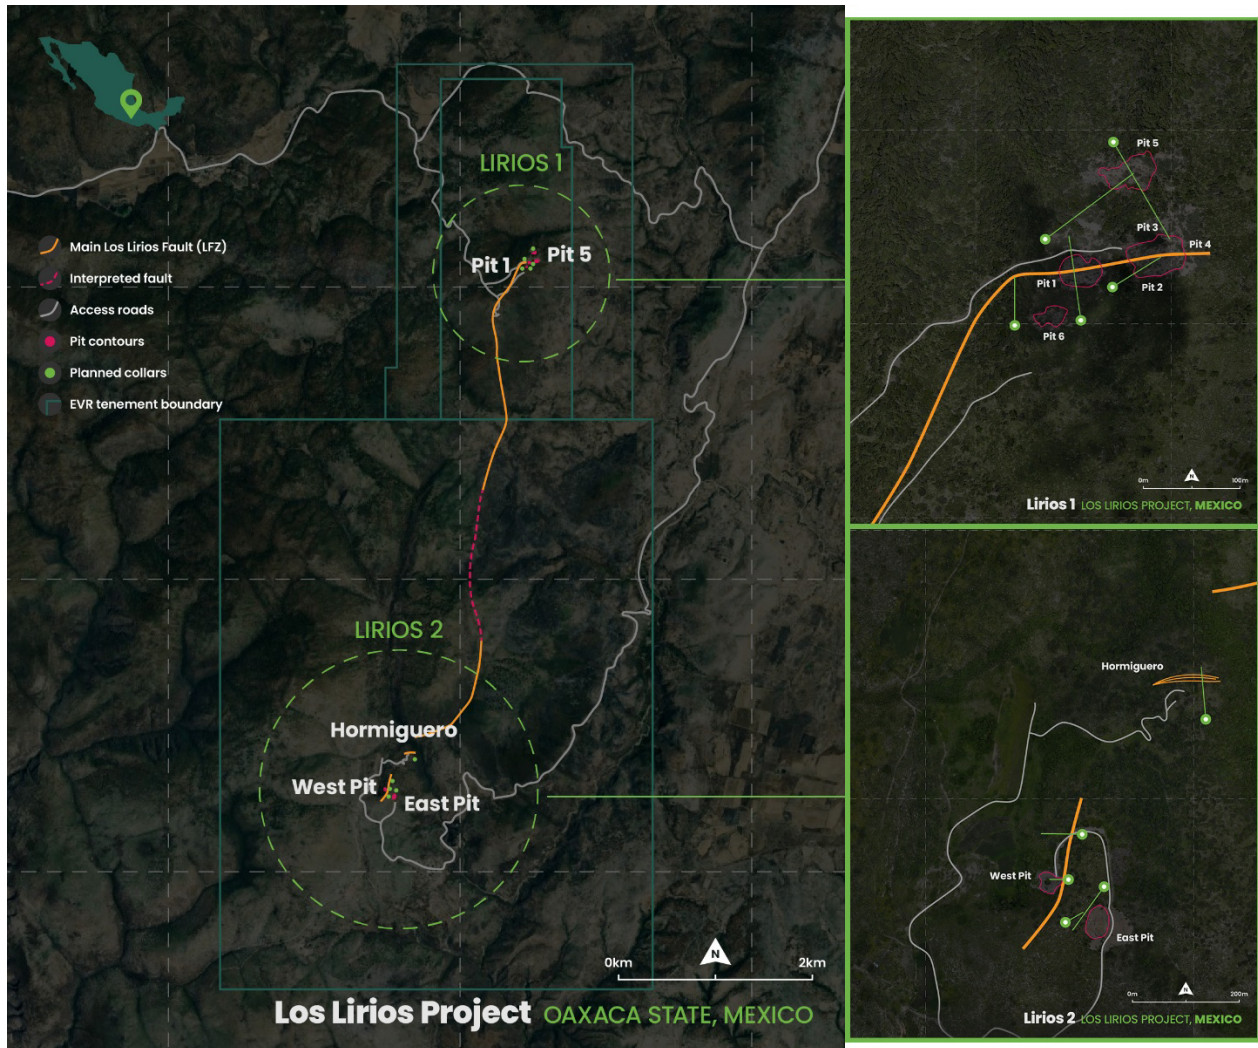 LIRIOS 1
Pit 1
Pit 5
Main Los Lirios Fault (LFZ)
Interpreted fault
Access roads
Pit contours
Planned collars
EVR tenement boundary
LIRIOS 2
Hormiguero
West Pit
East Pit
N
0km
2km
Los Lirios Project OAXACA STATE, MEXICO
Pit 5
Pit 3
Pit 4
Pit 1
Pit 2
Pit 6
N
0m
100m
Lirios 1 LOS LIRIOS PROJECT, MEXICO
Hormiguero
West Pit
East Pit
N
0m
200m
Lirios 2 LOS LIRIOS PROJECT, MEXICO